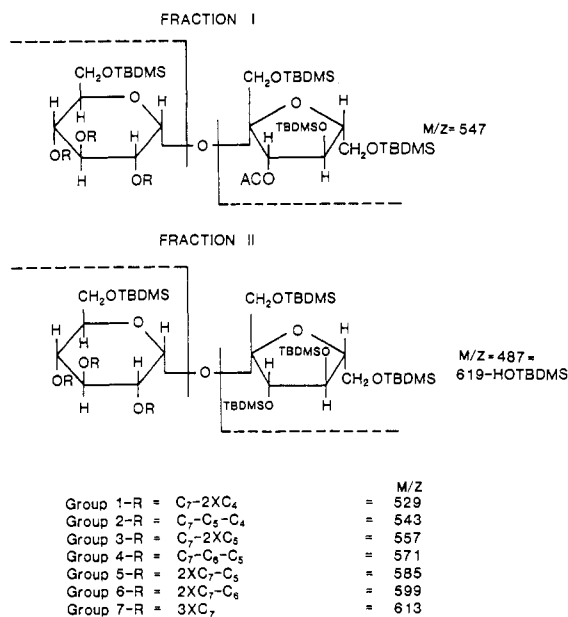 FRACTION I
CH2OTBDMS
CH2OTBDMS
O
H
O
H
H
TBDMSO
OR
H
O
H
CH2OTBDMS
M/Z=547
OR
H
H
OR
ACO
H
FRACTION II
CH2OTBDMS
CH2OTBDMS
H
O
H
O
H
H
TBDMSO
OR
H
O
H
CH2OTBDMS
M/Z=487=
619-HOTBDMS
OR
H
H
OR
TBDMSO
H
M/Z
Group 1-R = C7-2XC4 = 529
Group 2-R = C7-C5-C4 = 543
Group 3-R = C7-2XC5 = 557
Group 4-R = C7-C6-C5 = 571
Group 5-R = 2XC7-C5 = 585
Group 6-R = 2XC7-C6 = 599
Group 7-R = 3XC7 = 613